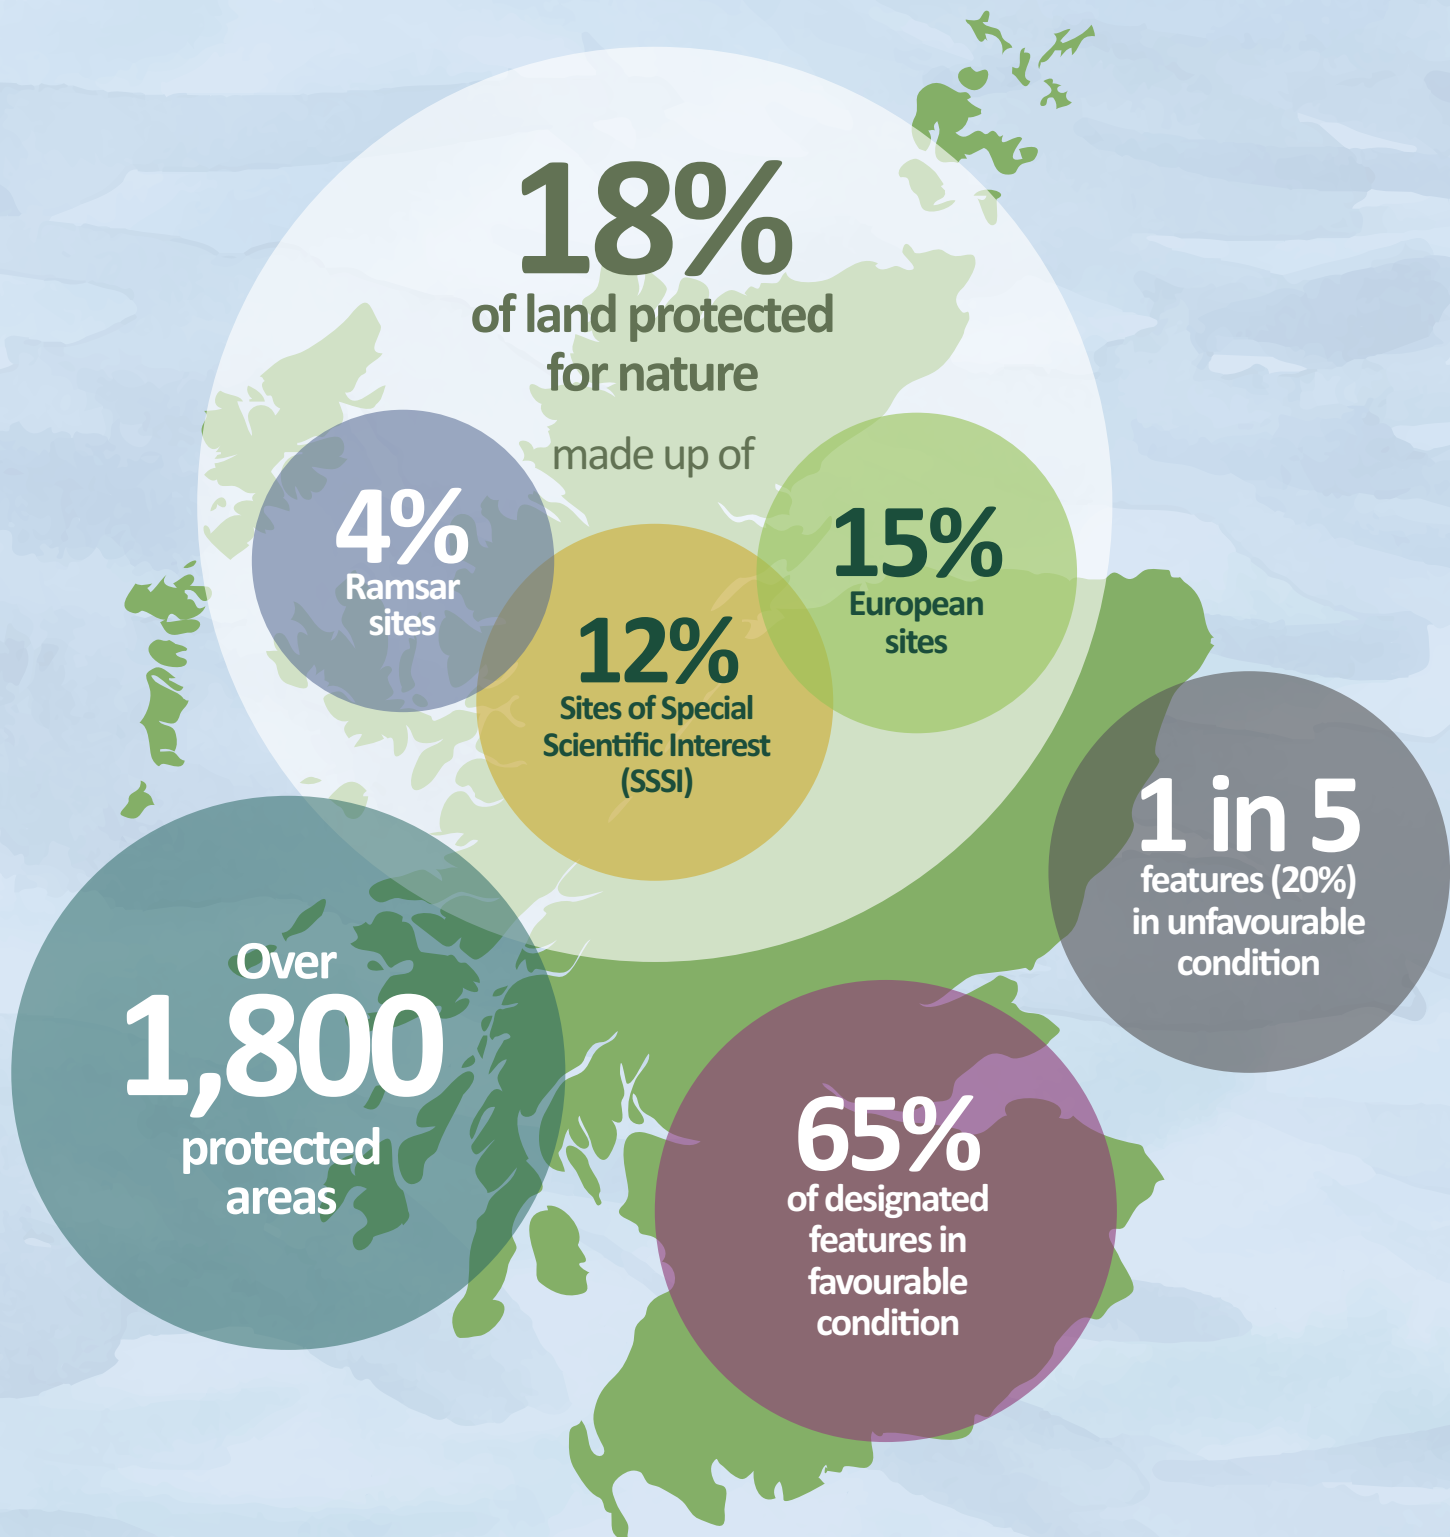 18%
of land protected
for nature
made up of
4%
Ramsar
sites
12%
Sites of Special
Scientific Interest
(SSSI)
15%
European
sites
1 in 5
features (20%)
in unfavourable
condition
Over
1,800
protected
areas
65%
of designated
features in
favourable
condition